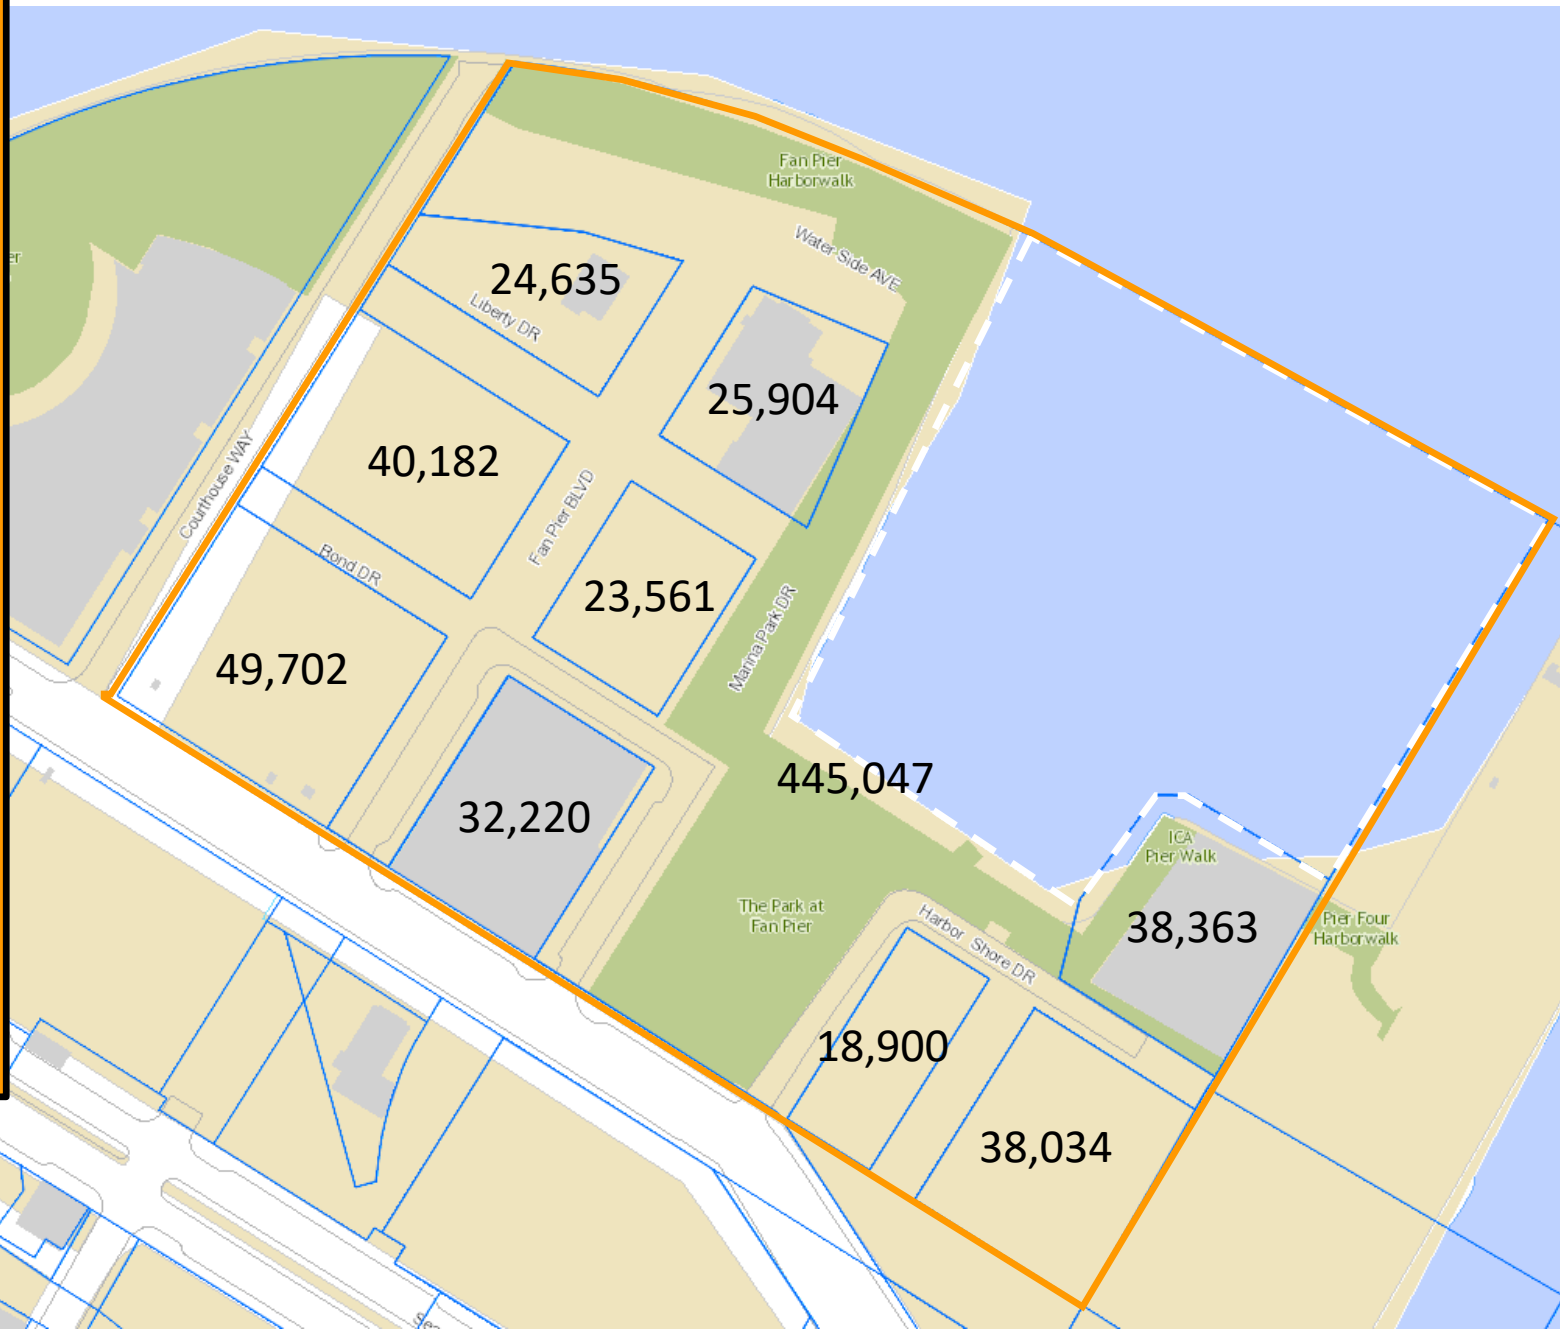 Fan Pier
Harborwalk
Water Side AVE
er
24,635
Liberty DR
25,904
40,182
Courthouse WAY
Fan Pier BLVD
Bond DR
23,561
Marina Park DR
49,702
445,047
32,220
ICA
Pier Walk
The Park at
Fan Pier
Harbor Shore DR
38,363
Pier Four
Harborwalk
18,900
38,034